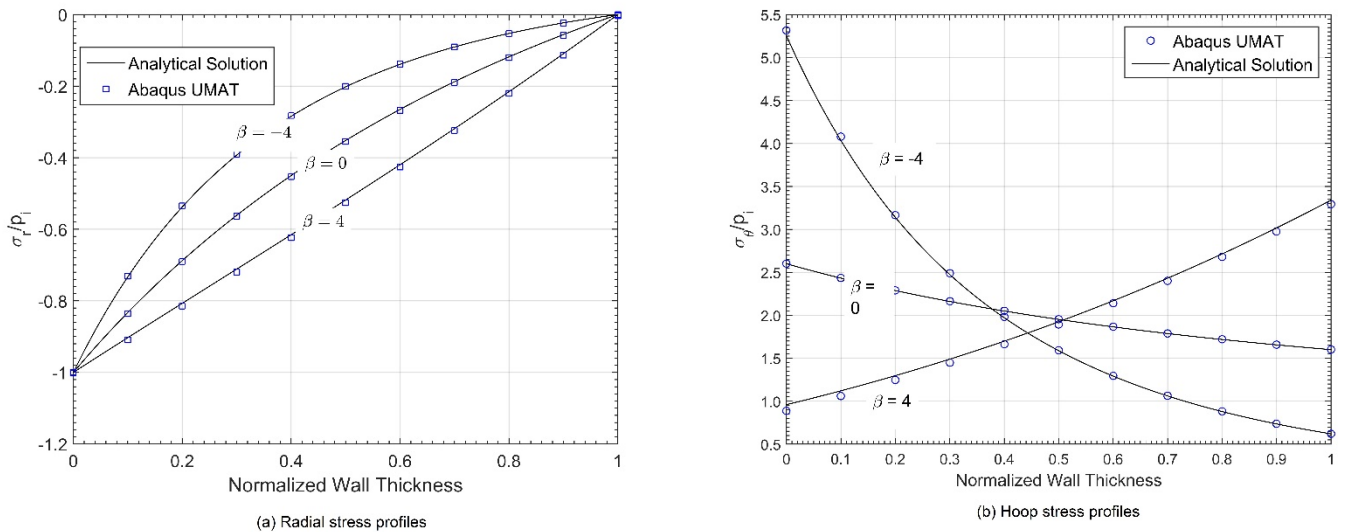 0
-0.2
-0.4
-0.6
-0.8
-1
-1.2
σr/pi
Analytical Solution
Abaqus UMAT
β = −4
β = 0
β = 4
0 0.2 0.4 0.6 0.8 1
Normalized Wall Thickness
(a) Radial stress profiles
5.5
5.0
4.5
4.0
3.5
3.0
2.5
2.0
1.5
1.0
0.5
σθ/pi
Abaqus UMAT
Analytical Solution
β = -4
β =
0
β = 4
0 0.1 0.2 0.3 0.4 0.5 0.6 0.7 0.8 0.9 1
Normalized Wall Thickness
(b) Hoop stress profiles